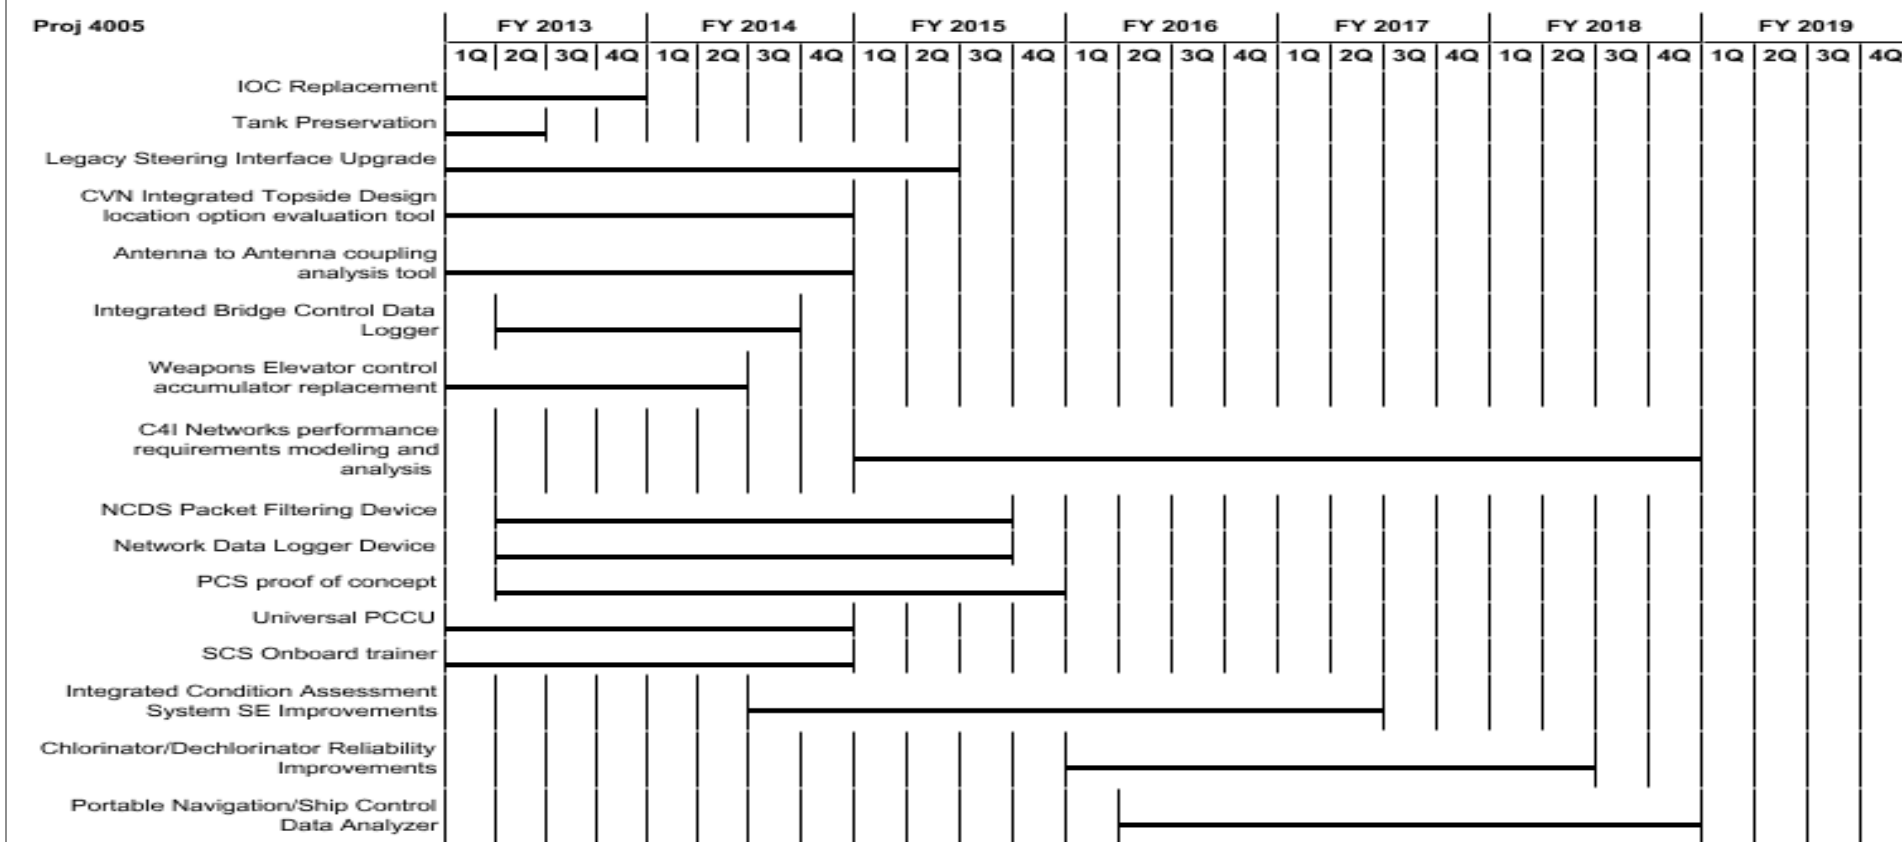 Proj 4005 FY 2013 FY 2014 FY 2015 FY 2016 FY 2017 FY 2018 FY 2019
1Q 2Q 3Q 4Q 1Q 2Q 3Q 4Q 1Q 2Q 3Q 4Q 1Q 2Q 3Q 4Q 1Q 2Q 3Q 4Q 1Q 2Q 3Q 4Q 1Q 2Q 3Q 4Q
IOC Replacement
Tank Preservation
Legacy Steering Interface Upgrade
CVN Integrated Topside Design
location option evaluation tool
Antenna to Antenna coupling
analysis tool
Integrated Bridge Control Data
Logger
Weapons Elevator control
accumulator replacement
C4I Networks performance
requirements modeling and
analysis
NCDS Packet Filtering Device
Network Data Logger Device
PCS proof of concept
Universal PCCU
SCS Onboard trainer
Integrated Condition Assessment
System SE Improvements
Chlorinator/Dechlorinator Reliability
Improvements
Portable Navigation/Ship Control
Data Analyzer